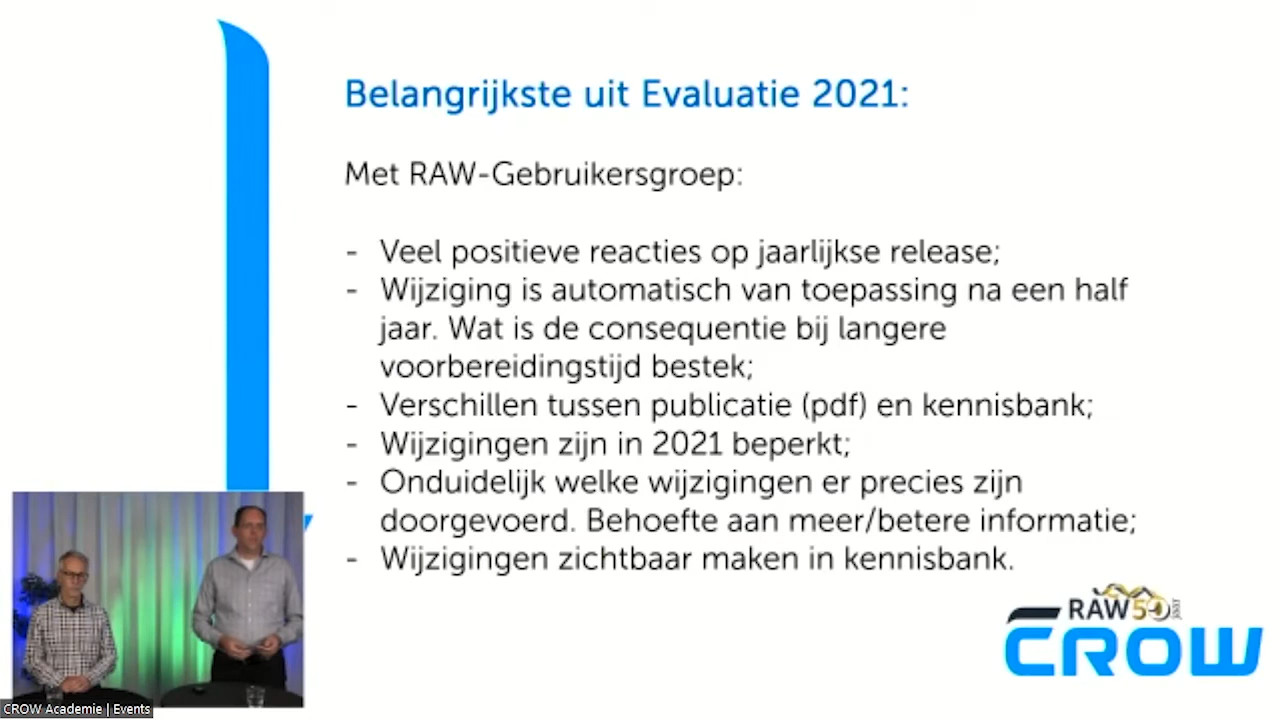 Belangrijkste uit Evaluatie 2021:
Met RAW-Gebruikersgroep:
- Veel positieve reacties op jaarlijkse release;
- Wijziging is automatisch van toepassing na een half
jaar. Wat is de consequentie bij langere
voorbereidingstijd bestek;
- Verschillen tussen publicatie (pdf) en kennisbank;
- Wijzigingen zijn in 2021 beperkt;
- Onduidelijk welke wijzigingen er precies zijn
doorgevoerd. Behoefte aan meer/betere informatie;
- Wijzigingen zichtbaar maken in kennisbank.
RAW50 JAAR
CROW
CROW Academie | Events